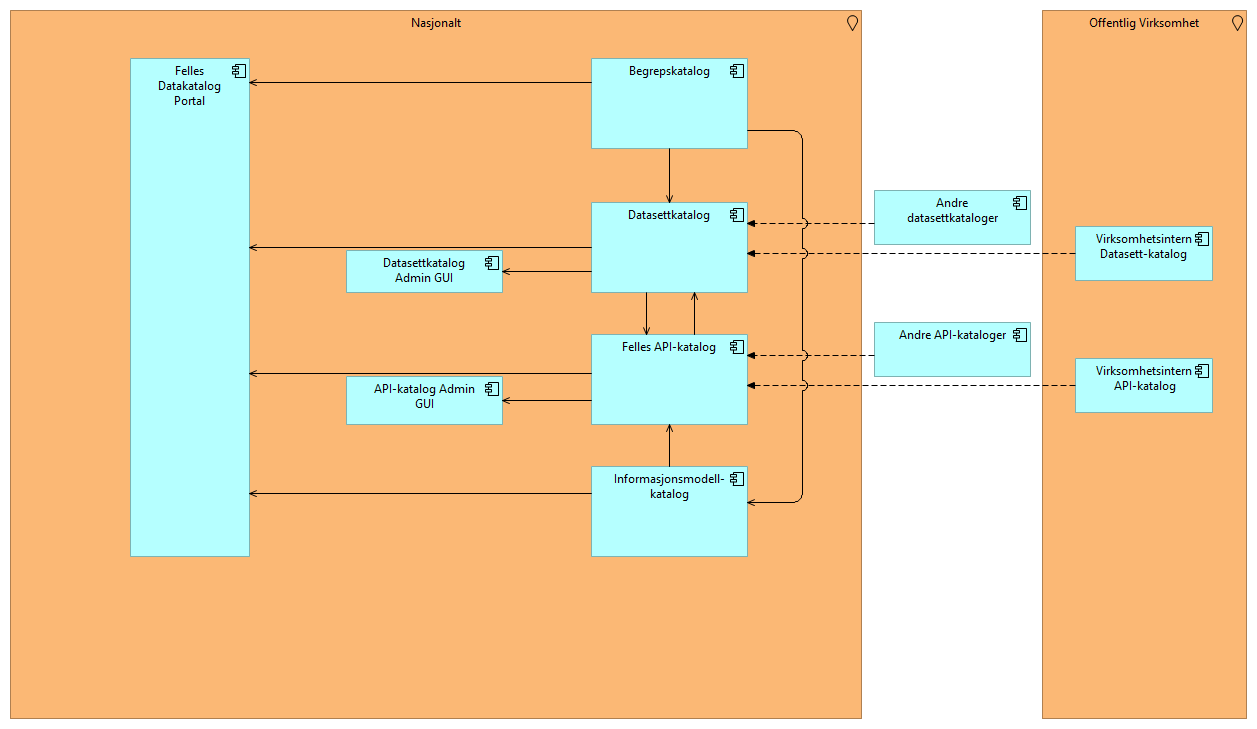 Nasjonalt
Offentlig Virksomhet
Felles
Datakatalog
Portal
Begrepskatalog
Datasettkatalog
Andre
datasettkataloger
Virksomhetsintern
Datasett-katalog
Datasettkatalog
Admin GUI
Felles API-katalog
Andre API-kataloger
Virksomhetsintern
API-katalog
API-katalog Admin
GUI
Informasjonsmodell-
katalog